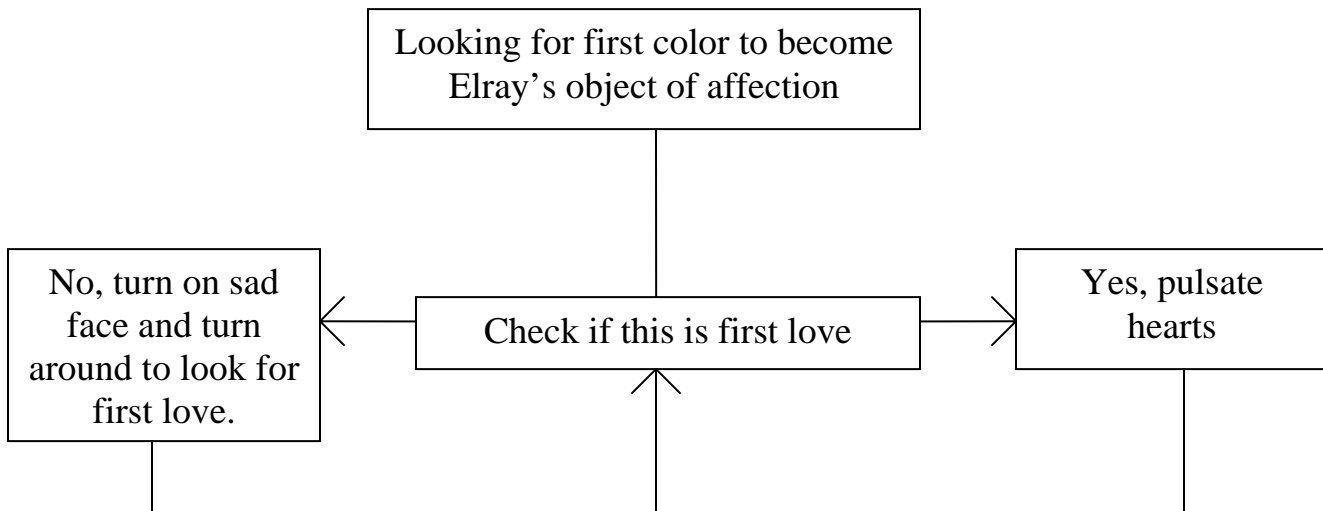 Looking for first color to become
Elray’s object of affection
No, turn on sad
face and turn
around to look for
first love.
Check if this is first love
Yes, pulsate
hearts